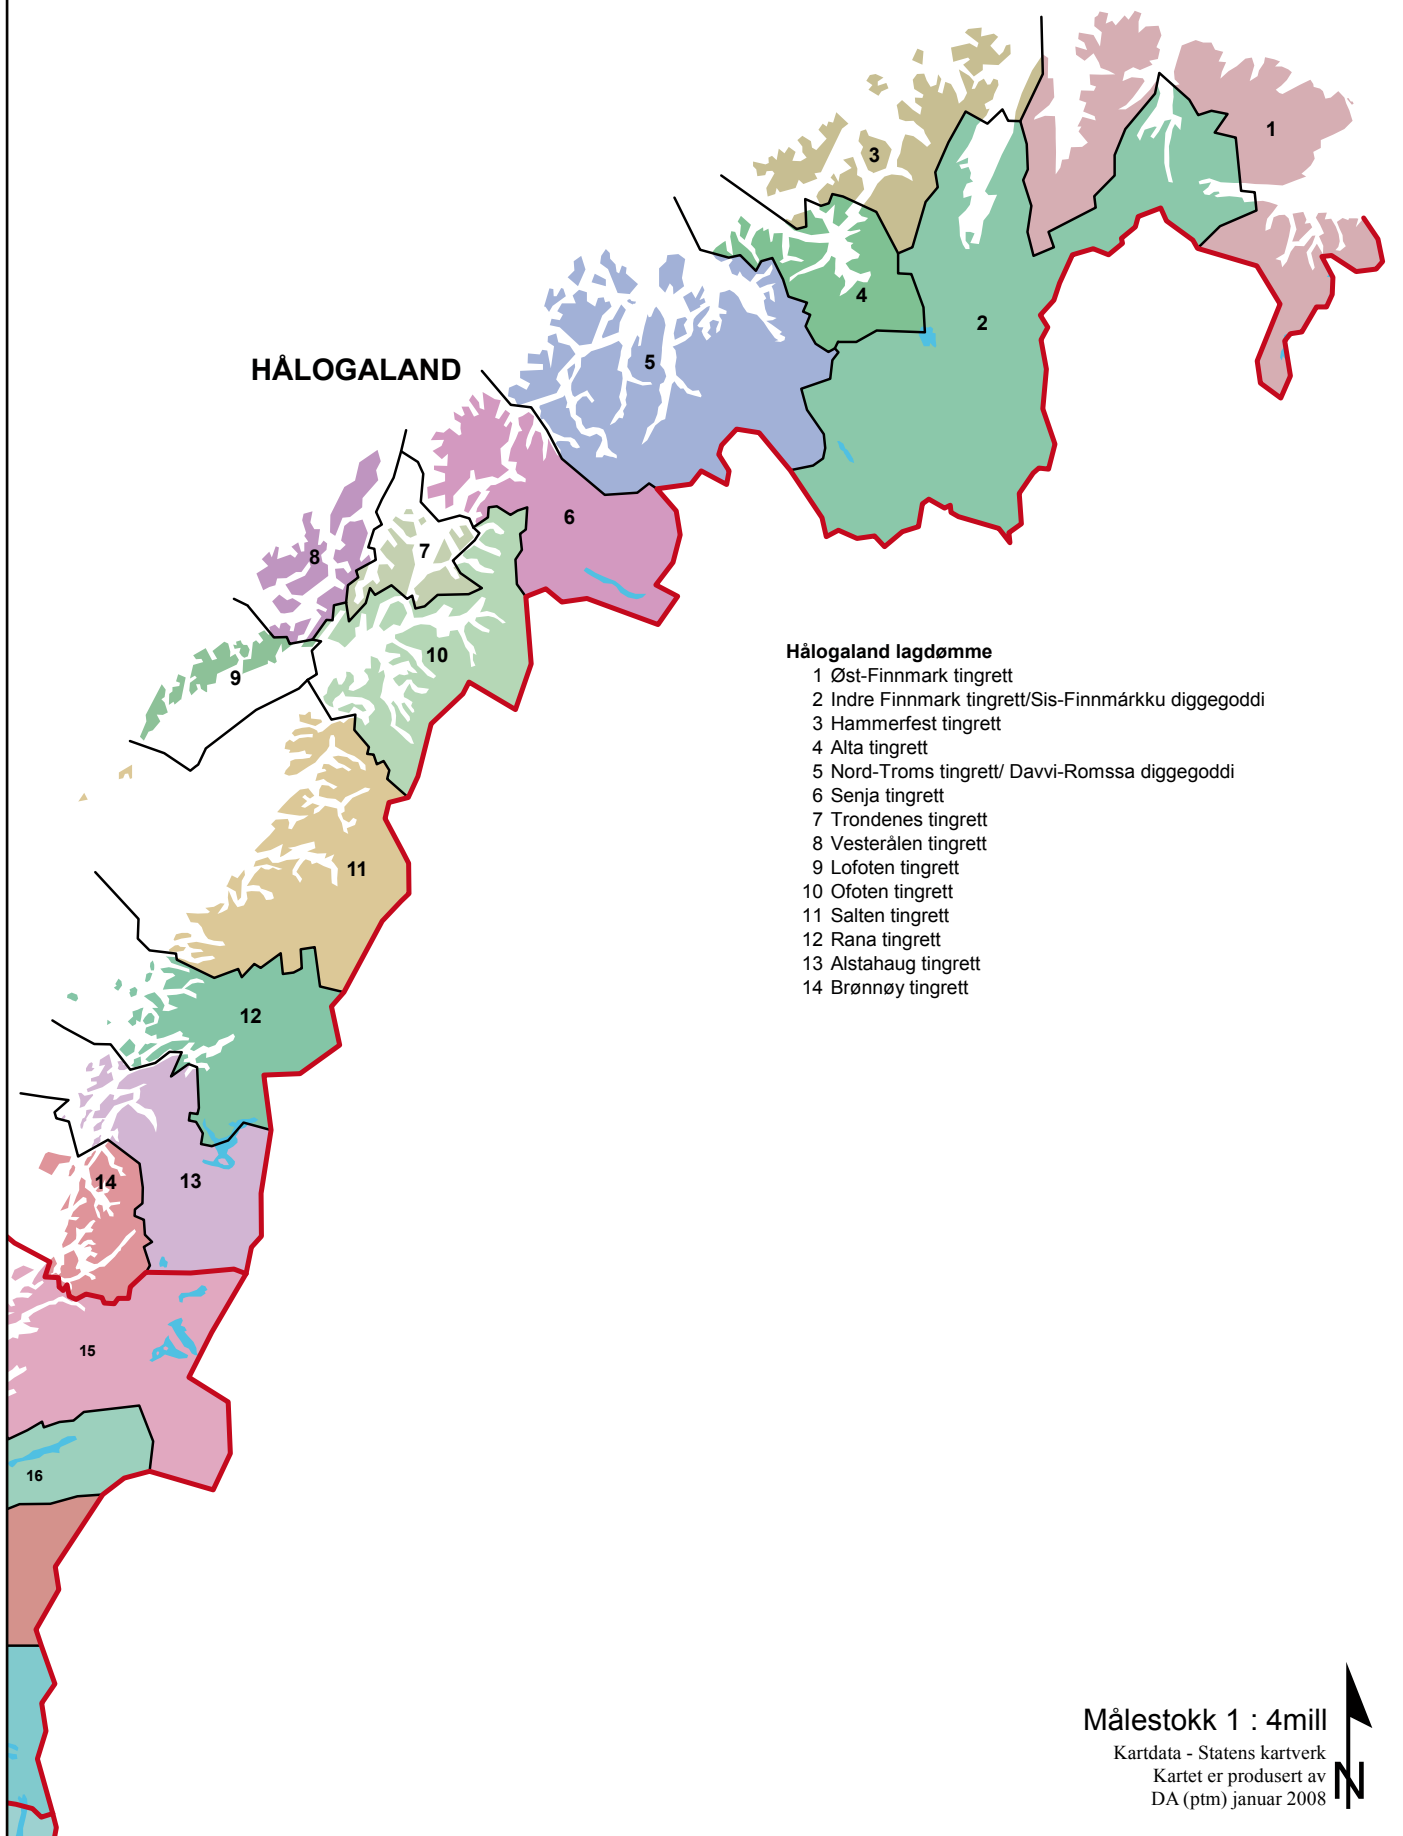 1
3
2
4
5
HÅLOGALAND
6
7
8
10
9
Hålogaland lagdømme
1 Øst-Finnmark tingrett
2 Indre Finnmark tingrett/Sis-Finnmárkku diggegoddi
3 Hammerfest tingrett
4 Alta tingrett
5 Nord-Troms tingrett/ Davvi-Romssa diggegoddi
6 Senja tingrett
7 Trondenes tingrett
8 Vesterålen tingrett
9 Lofoten tingrett
10 Ofoten tingrett
11 Salten tingrett
12 Rana tingrett
13 Alstahaug tingrett
14 Brønnøy tingrett
11
12
13
14
15
16
Målestokk 1 : 4mill
Kartdata - Statens kartverk
Kartet er produsert av
DA (ptm) januar 2008
N